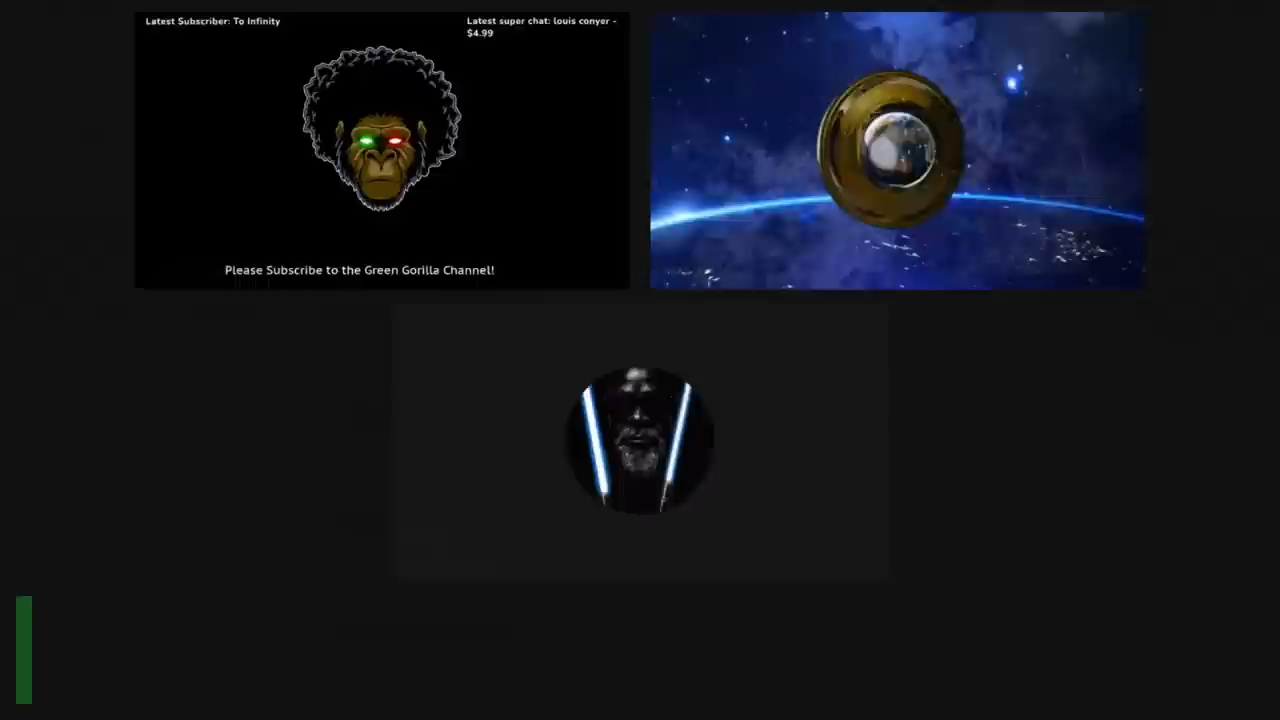 Latest Subscriber: To Infinity
Latest super chat: louis conyer -
$4.99
Please Subscribe to the Green Gorilla Channel!